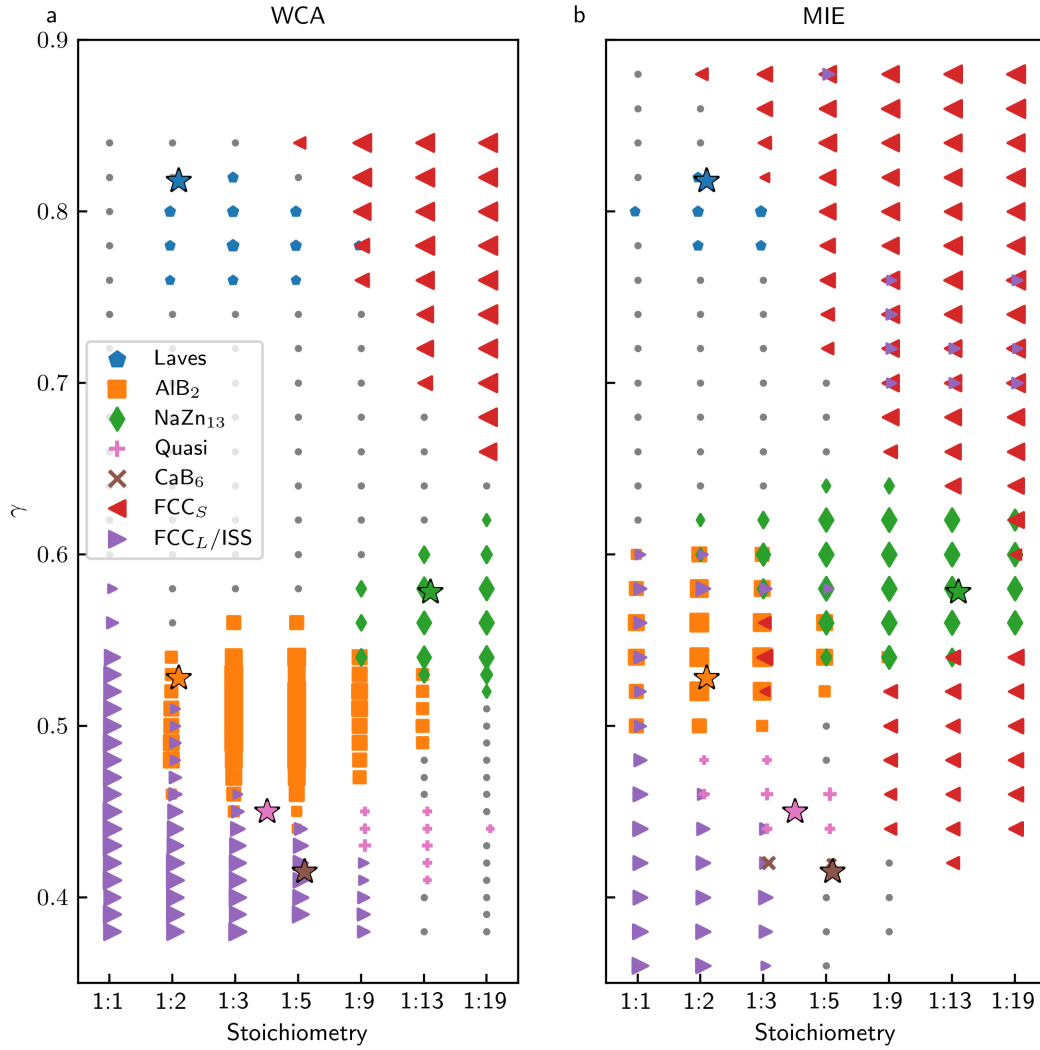 a WCA
b MIE
0.9
0.8
0.7
0.6
0.5
0.4
γ
Laves
AlB₂
NaZn₁₃
Quasi
CaB₆
FCC_S
FCC_L/ISS
1:1 1:2 1:3 1:5 1:9 1:13 1:19
Stoichiometry
1:1 1:2 1:3 1:5 1:9 1:13 1:19
Stoichiometry